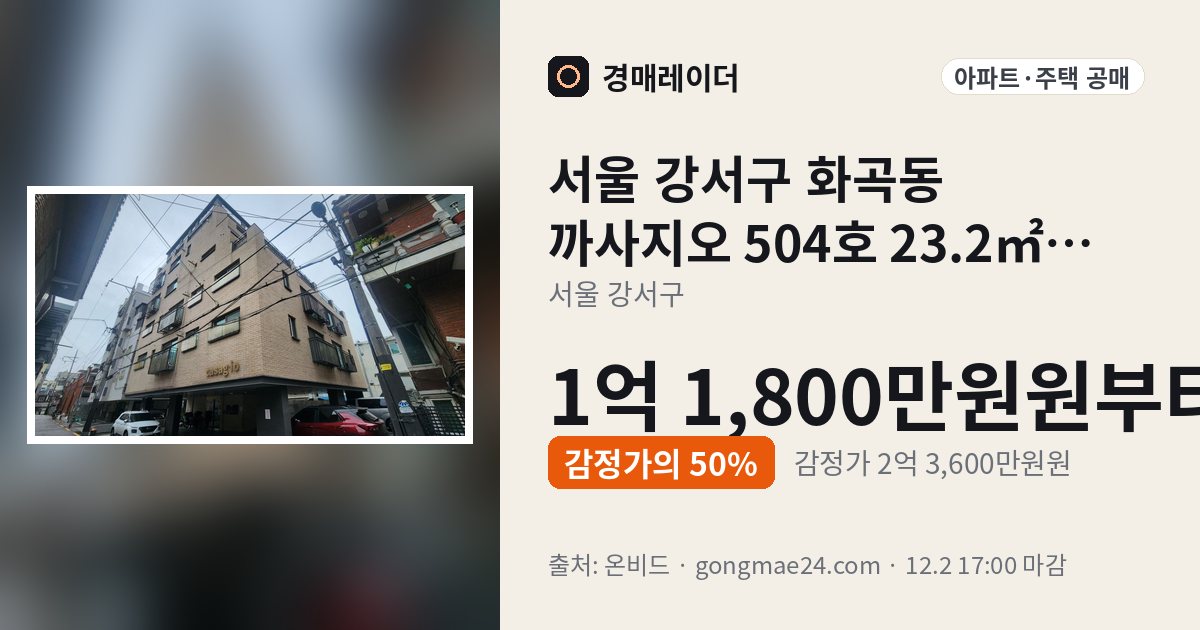 경매레이더
아파트·주택 공매
서울 강서구 화곡동
까사지오 504호 23.2㎡…
서울 강서구
1억 1,800만원원부터
감정가의 50%
감정가 2억 3,600만원원
출처: 온비드 · gongmae24.com · 12.2 17:00 마감
casagio